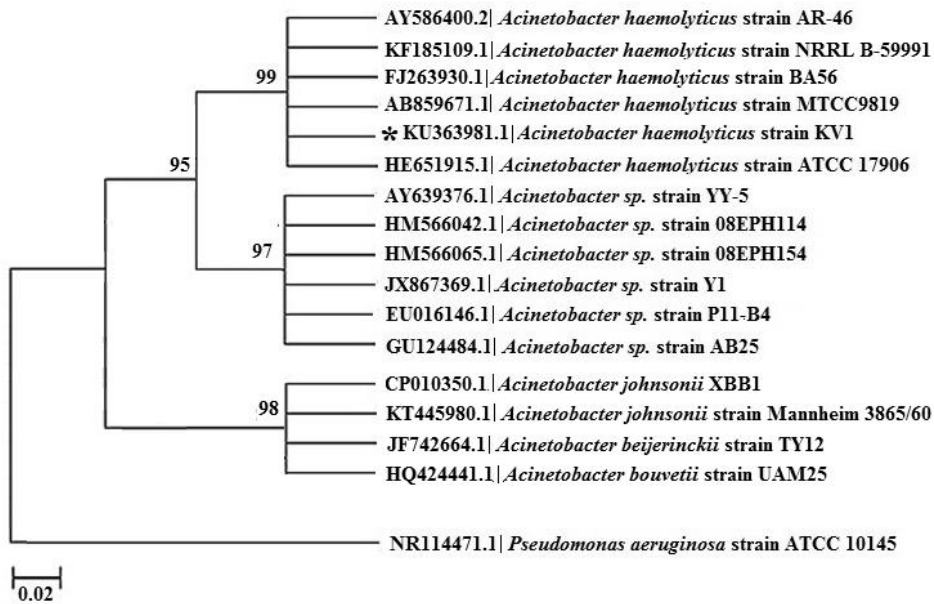 AY586400.2| Acinetobacter haemolyticus strain AR-46
KF185109.1| Acinetobacter haemolyticus strain NRRL B-59991
99
FJ263930.1| Acinetobacter haemolyticus strain BA56
AB859671.1| Acinetobacter haemolyticus strain MTCC9819
* KU363981.1| Acinetobacter haemolyticus strain KV1
95
HE651915.1| Acinetobacter haemolyticus strain ATCC 17906
AY639376.1| Acinetobacter sp. strain YY-5
HM566042.1| Acinetobacter sp. strain 08EPH114
97
HM566065.1| Acinetobacter sp. strain 08EPH154
JX867369.1| Acinetobacter sp. strain Y1
EU016146.1| Acinetobacter sp. strain P11-B4
GU124484.1| Acinetobacter sp. strain AB25
CP010350.1| Acinetobacter johnsonii XBB1
98
KT445980.1| Acinetobacter johnsonii strain Mannheim 3865/60
JF742664.1| Acinetobacter beijerinckii strain TY12
HQ424441.1| Acinetobacter bouvetii strain UAM25
NR114471.1| Pseudomonas aeruginosa strain ATCC 10145
0.02